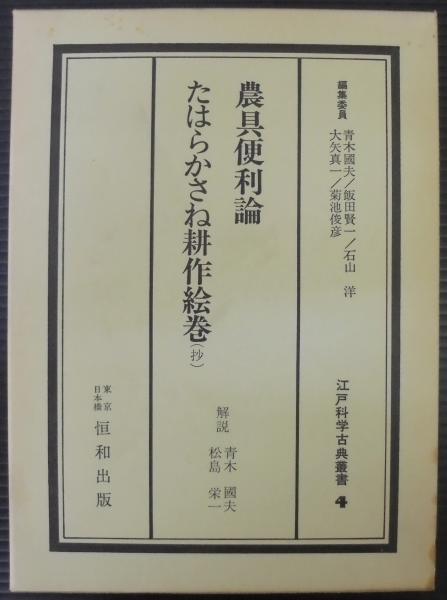 編集委員
青木國夫／飯田賢一／石山 洋
大矢真一／菊池俊彦
江戸科学古典叢書 4
農具便利論
たはらかさね耕作絵巻（抄）
解説
青木 國夫
松島 栄一
東京
日本橋
恒和出版